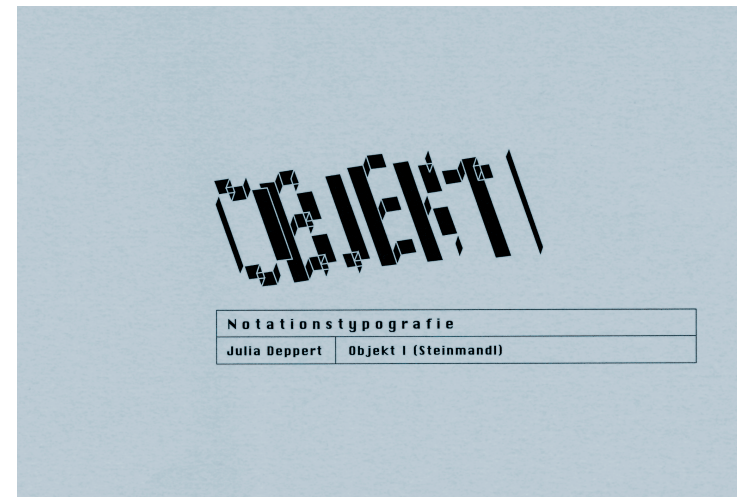 OBJEKT I
Notationstypografie
Julia Deppert
Objekt I (Steinmandl)